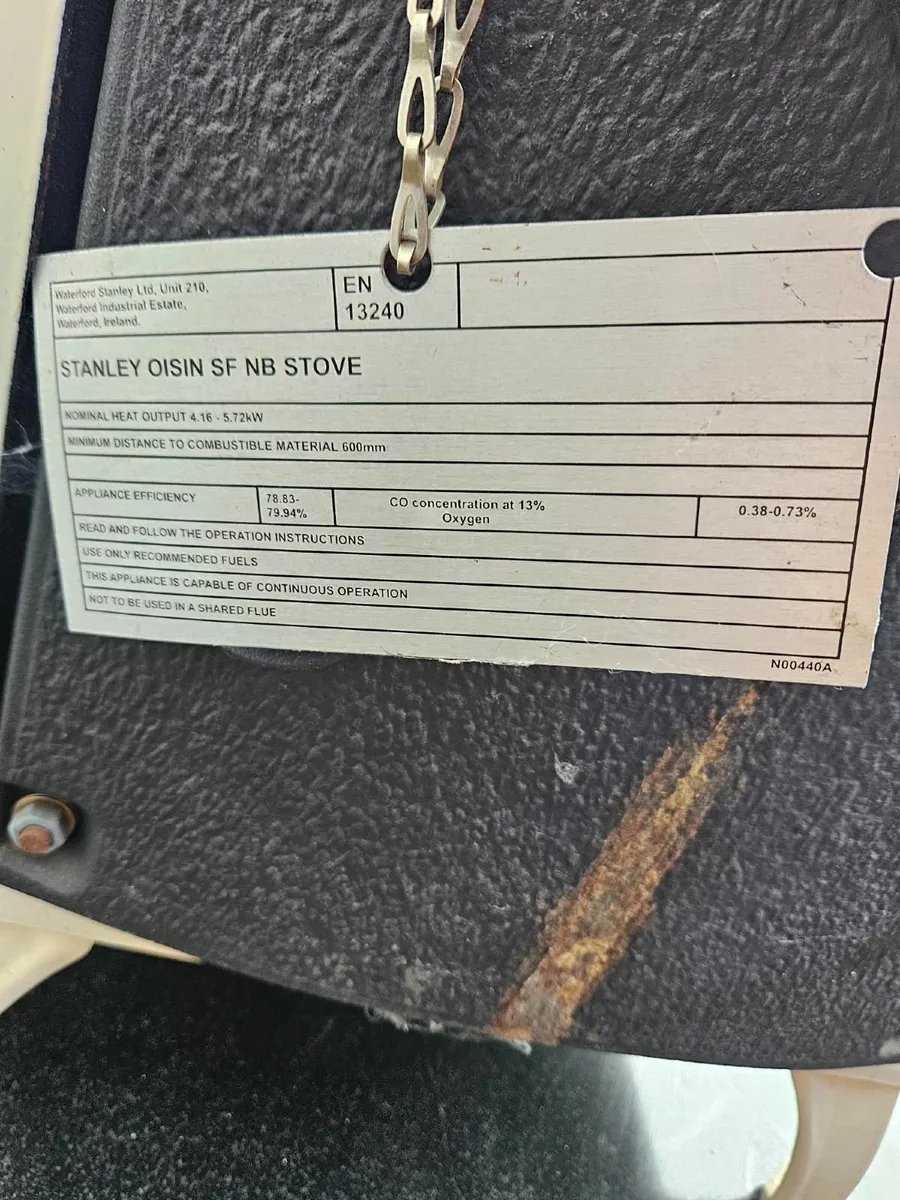 Waterford Stanley Ltd, Unit 210,
Waterford Industrial Estate,
Waterford, Ireland.
EN
13240
STANLEY OISIN SF NB STOVE
NOMINAL HEAT OUTPUT 4.16 - 5.72kW
MINIMUM DISTANCE TO COMBUSTIBLE MATERIAL 600mm
APPLIANCE EFFICIENCY
78.83-
79.94%
CO concentration at 13%
Oxygen
0.38-0.73%
READ AND FOLLOW THE OPERATION INSTRUCTIONS
USE ONLY RECOMMENDED FUELS
THIS APPLIANCE IS CAPABLE OF CONTINUOUS OPERATION
NOT TO BE USED IN A SHARED FLUE
N00440A